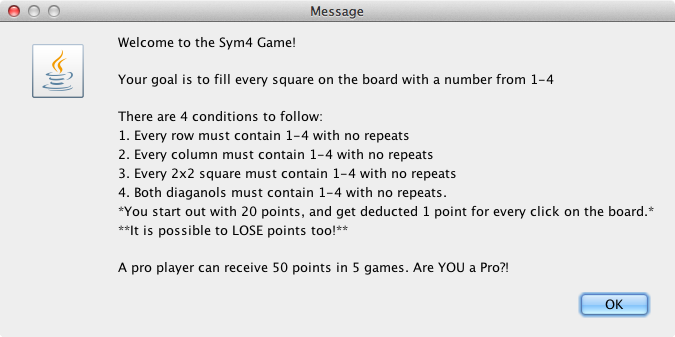 Message
Welcome to the Sym4 Game!
Your goal is to fill every square on the board with a number from 1-4
There are 4 conditions to follow:
1. Every row must contain 1-4 with no repeats
2. Every column must contain 1-4 with no repeats
3. Every 2x2 square must contain 1-4 with no repeats
4. Both diaganols must contain 1-4 with no repeats.
*You start out with 20 points, and get deducted 1 point for every click on the board.*
**It is possible to LOSE points too!**
A pro player can receive 50 points in 5 games. Are YOU a Pro?!
OK